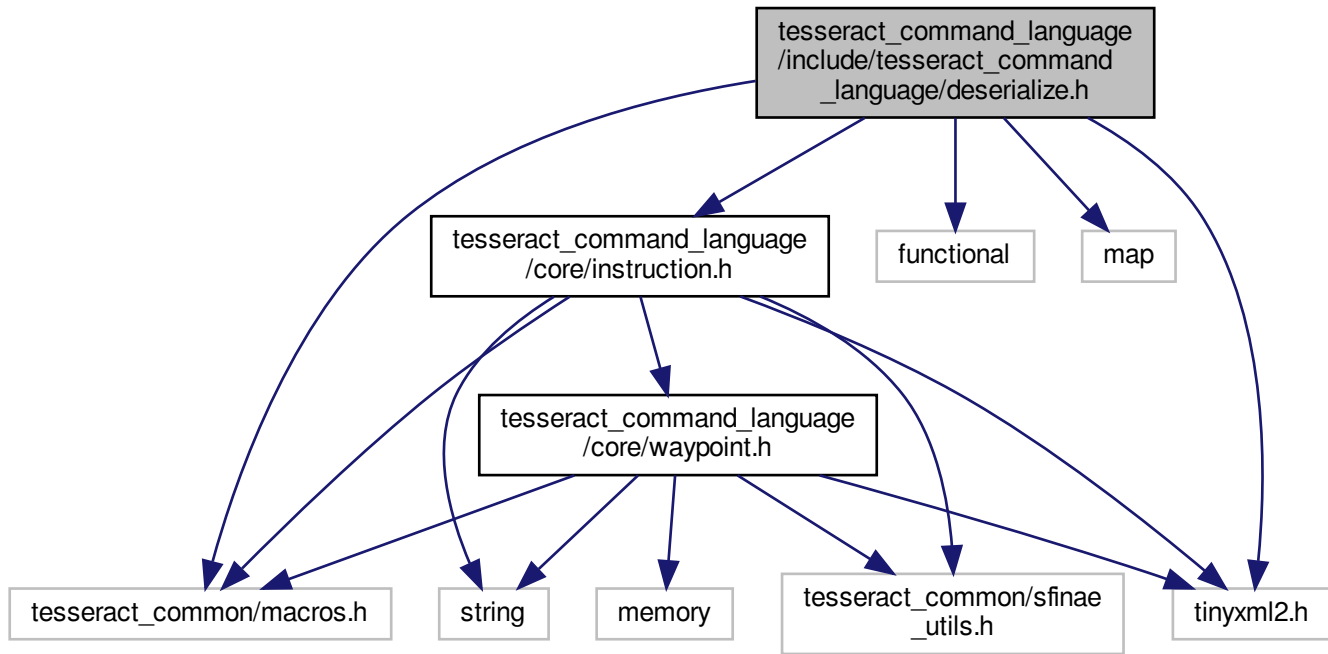 tesseract_command_language
/include/tesseract_command
_language/deserialize.h
tesseract_command_language
/core/instruction.h
functional
map
tesseract_command_language
/core/waypoint.h
tesseract_common/macros.h
string
memory
tesseract_common/sfinae
_utils.h
tinyxml2.h